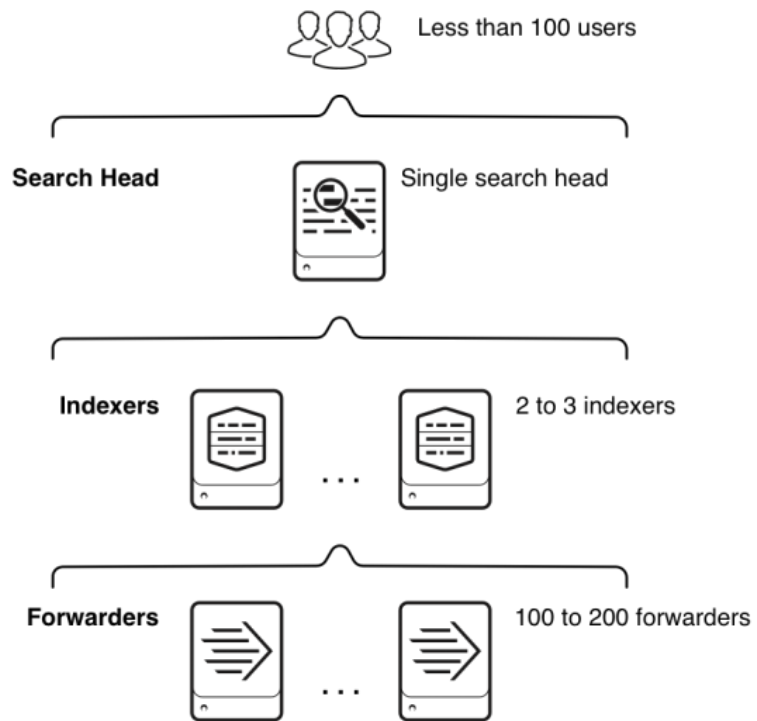 Less than 100 users
Search Head
Single search head
Indexers
2 to 3 indexers
...
Forwarders
100 to 200 forwarders
...